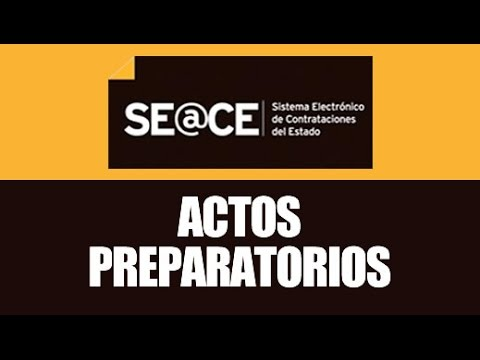 SE@CE
Sistema Electrónico
de Contrataciones
del Estado
ACTOS
PREPARATORIOS